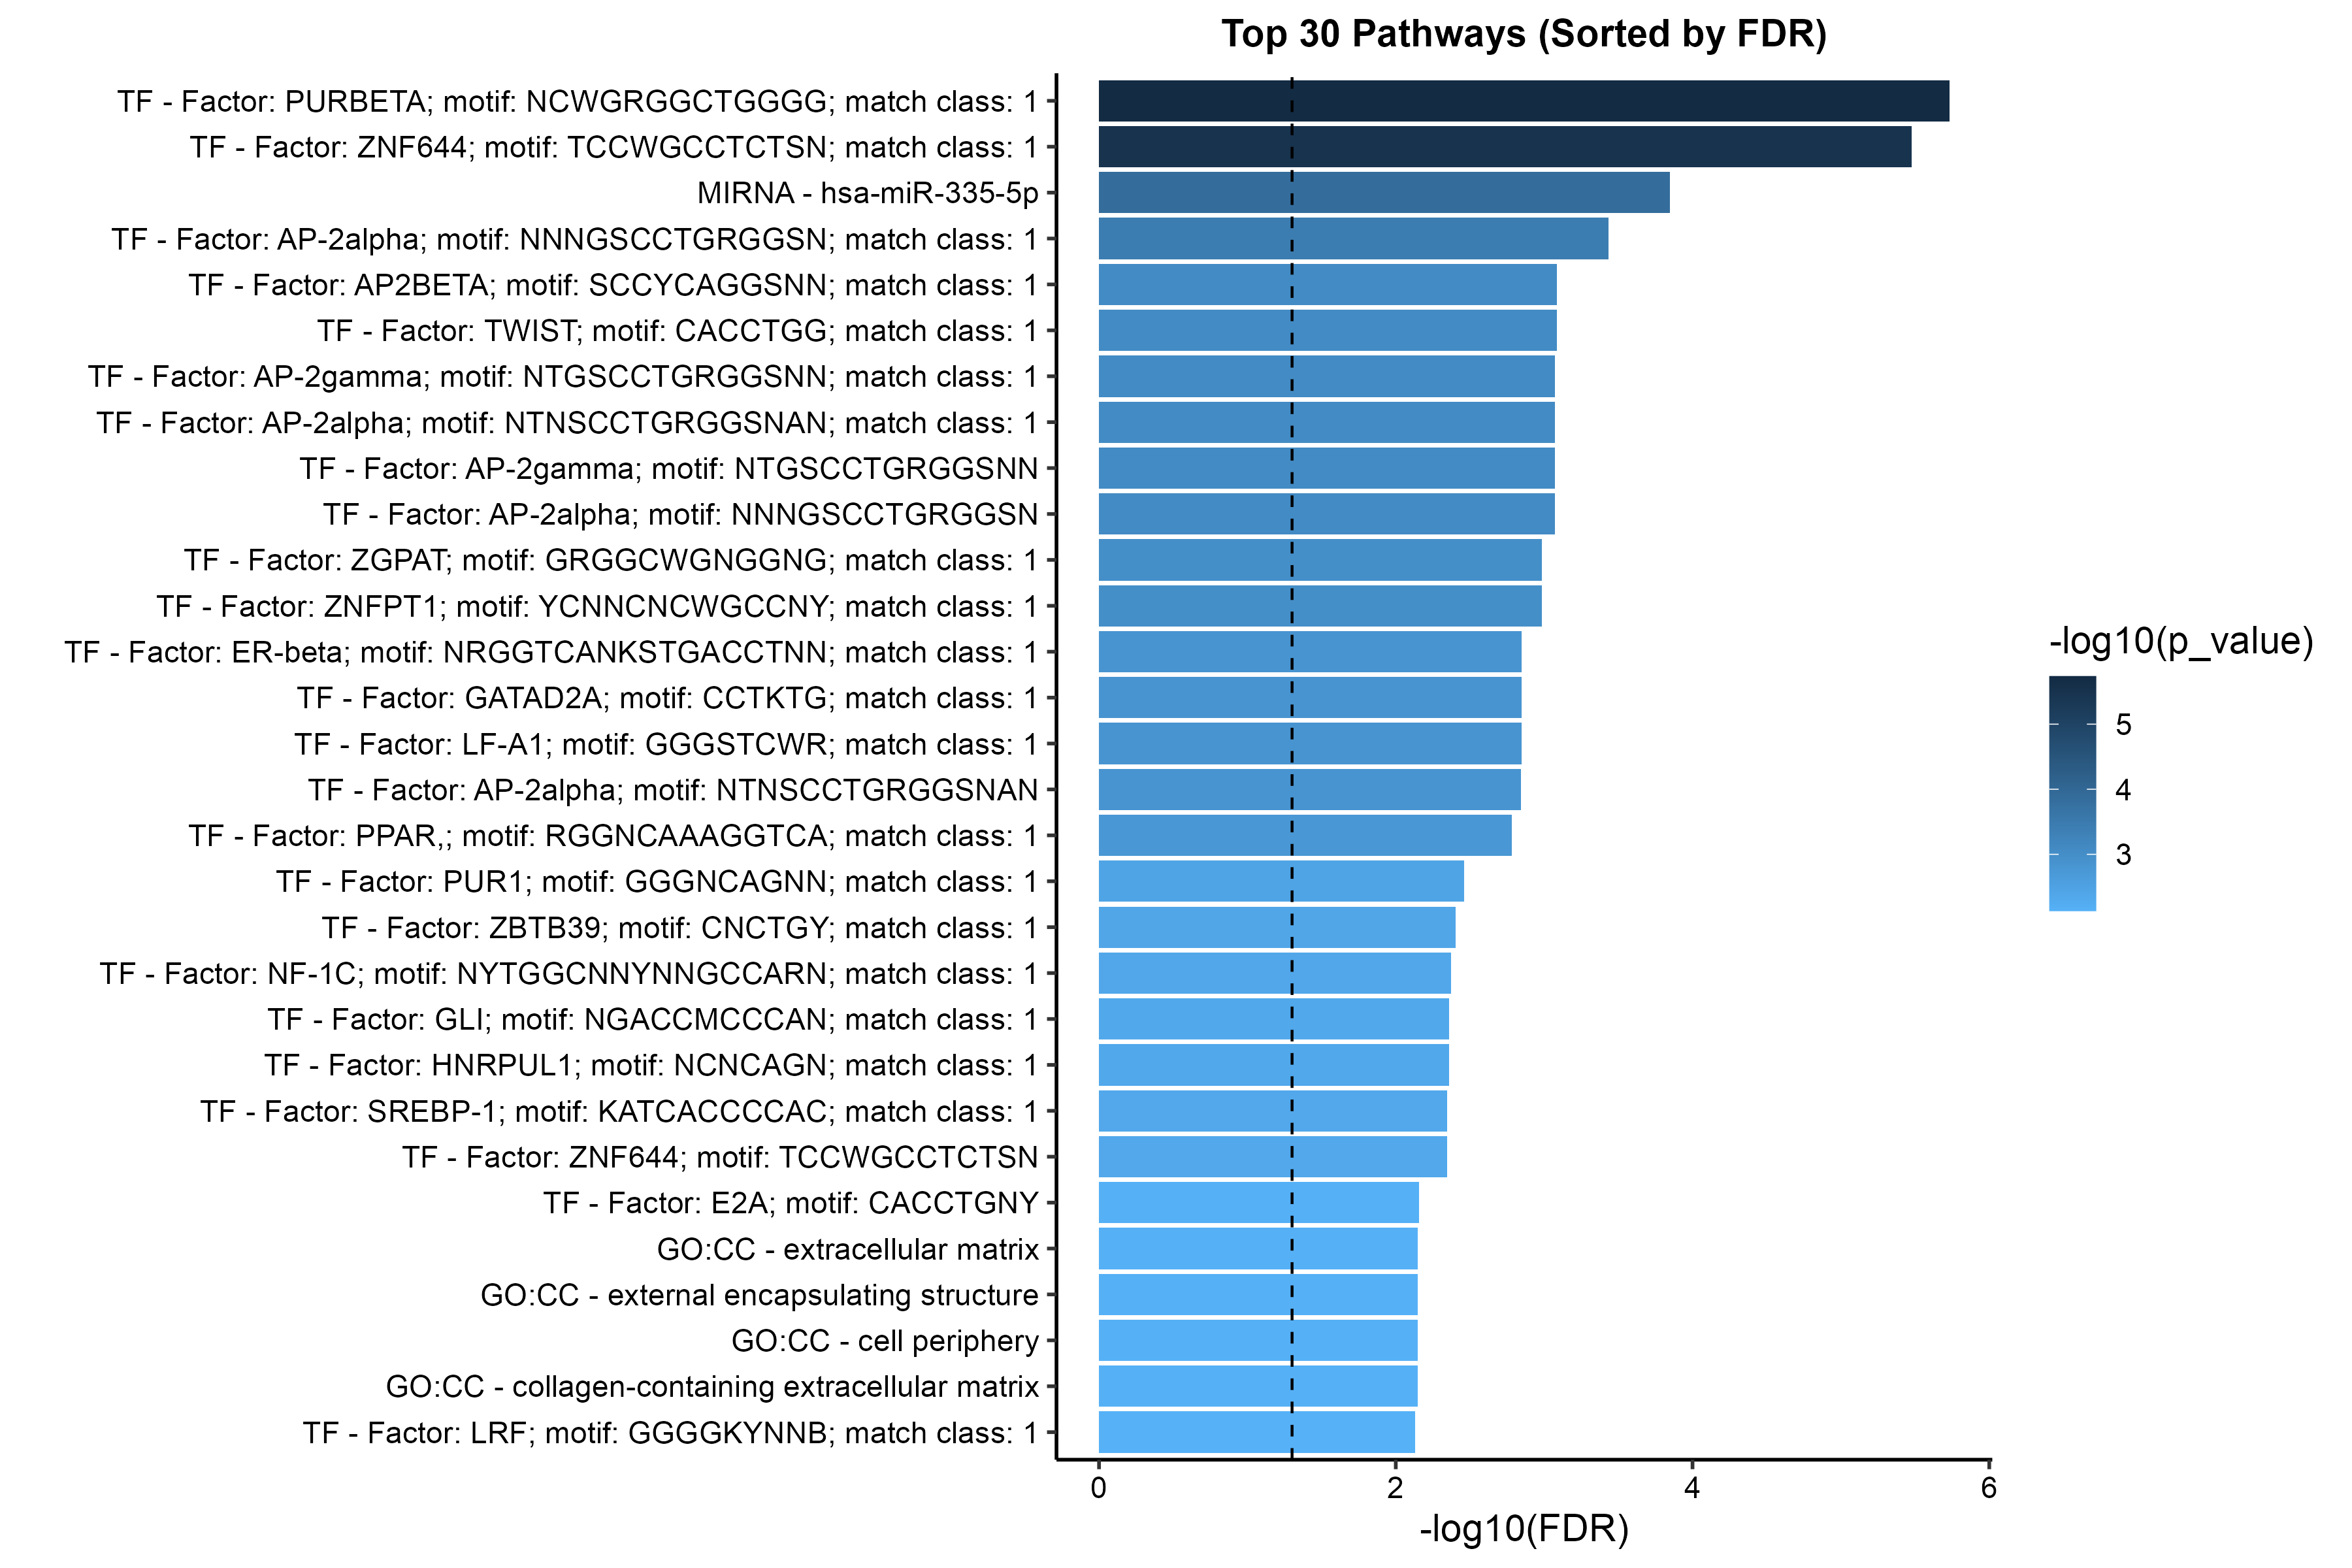 Top 30 Pathways (Sorted by FDR)
TF - Factor: PURBETA; motif: NCWGRGGCTGGGG; match class: 1
TF - Factor: ZNF644; motif: TCCWGCCTCTSN; match class: 1
MIRNA - hsa-miR-335-5p
TF - Factor: AP-2alpha; motif: NNNGSCCTGRGGSN; match class: 1
TF - Factor: AP2BETA; motif: SCCYCAGGSNN; match class: 1
TF - Factor: TWIST; motif: CACCTGG; match class: 1
TF - Factor: AP-2gamma; motif: NTGSCCTGRGGSNN; match class: 1
TF - Factor: AP-2alpha; motif: NTNSCCTGRGGSNAN; match class: 1
TF - Factor: AP-2gamma; motif: NTGSCCTGRGGSNN
TF - Factor: AP-2alpha; motif: NNNGSCCTGRGGSN
TF - Factor: ZGPAT; motif: GRGGCWGNGGNG; match class: 1
TF - Factor: ZNFPT1; motif: YCNNCNCWGCCNY; match class: 1
TF - Factor: ER-beta; motif: NRGGTCANKSTGACCTNN; match class: 1
TF - Factor: GATAD2A; motif: CCTKTG; match class: 1
TF - Factor: LF-A1; motif: GGGSTCWR; match class: 1
TF - Factor: AP-2alpha; motif: NTNSCCTGRGGSNAN
TF - Factor: PPAR,; motif: RGGNCAAAGGTCA; match class: 1
TF - Factor: PUR1; motif: GGGNCAGNN; match class: 1
TF - Factor: ZBTB39; motif: CNCTGY; match class: 1
TF - Factor: NF-1C; motif: NYTGGCNNYNNGCCARN; match class: 1
TF - Factor: GLI; motif: NGACCMCCCAN; match class: 1
TF - Factor: HNRPUL1; motif: NCNCAGN; match class: 1
TF - Factor: SREBP-1; motif: KATCACCCCAC; match class: 1
TF - Factor: ZNF644; motif: TCCWGCCTCTSN
TF - Factor: E2A; motif: CACCTGNY
GO:CC - extracellular matrix
GO:CC - external encapsulating structure
GO:CC - cell periphery
GO:CC - collagen-containing extracellular matrix
TF - Factor: LRF; motif: GGGGKYNNB; match class: 1
0 2 4 6
-log10(FDR)
-log10(p_value)
5
4
3